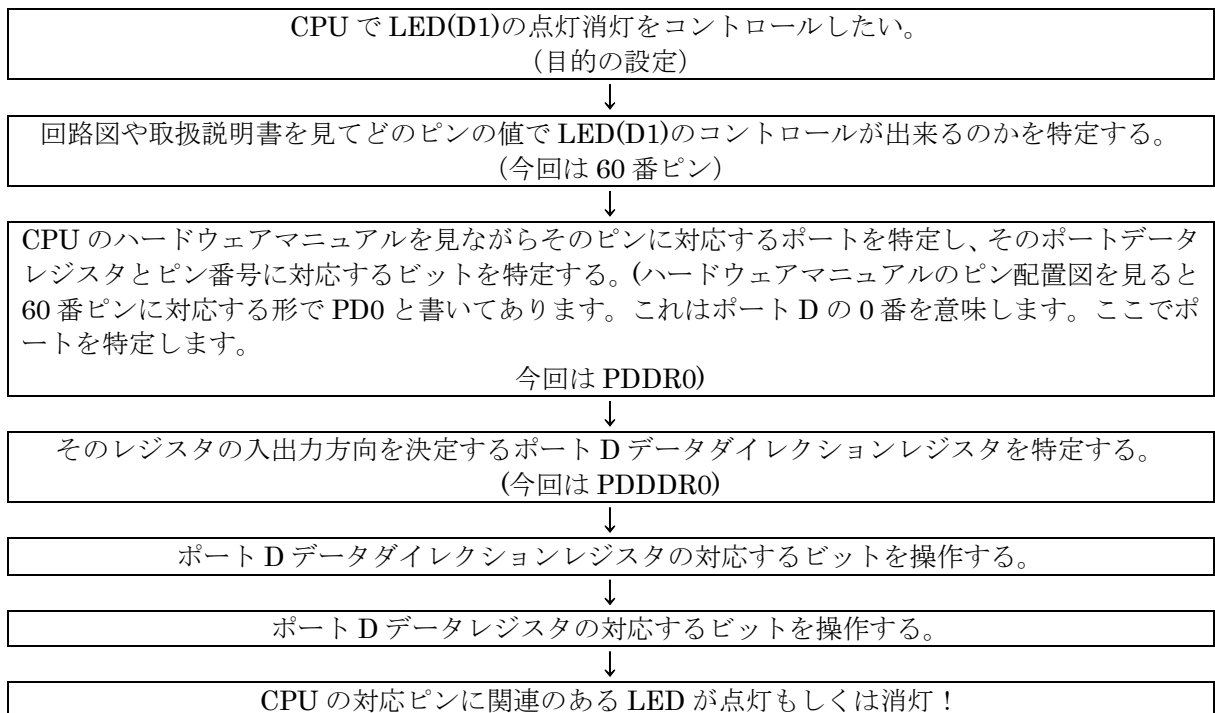 CPU で LED(D1)の点灯消灯をコントロールしたい。
（目的の設定）
↓
回路図や取扱説明書を見てどのピンの値で LED(D1)のコントロールが出来るのかを特定する。
（今回は 60 番ピン）
↓
CPU のハードウェアマニュアルを見ながらそのピンに対応するポートを特定し、そのポートデータ
レジスタとピン番号に対応するビットを特定する。(ハードウェアマニュアルのピン配置図を見ると
60 番ピンに対応する形で PD0 と書いてあります。これはポート D の 0 番を意味します。ここでポ
ートを特定します。
今回は PDDR0)
↓
そのレジスタの入出力方向を決定するポート D データダイレクションレジスタを特定する。
(今回は PDDDR0)
↓
ポート D データダイレクションレジスタの対応するビットを操作する。
↓
ポート D データレジスタの対応するビットを操作する。
↓
CPU の対応ピンに関連のある LED が点灯もしくは消灯！